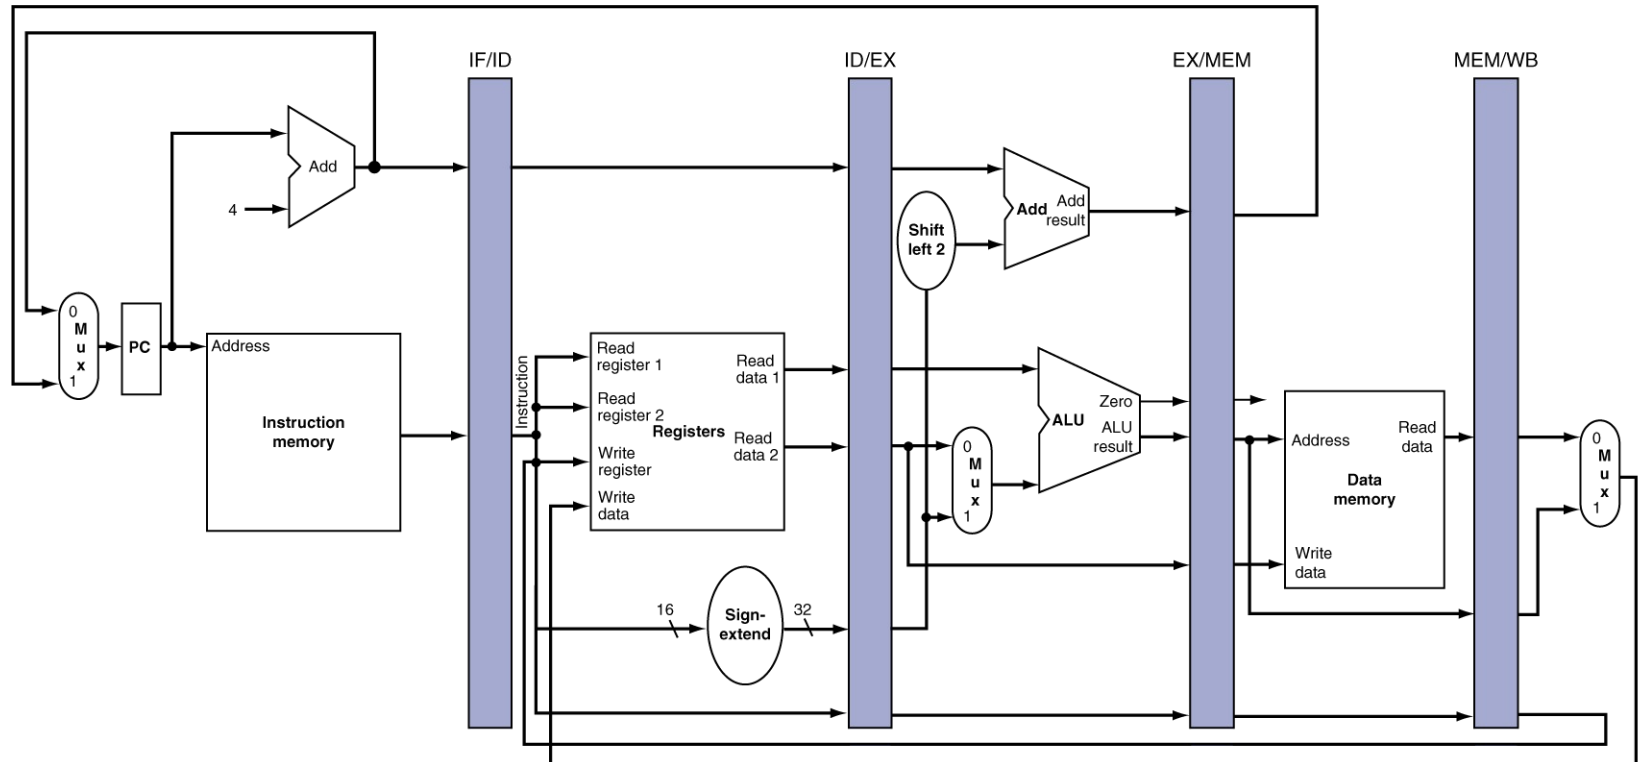 IF/ID
ID/EX
EX/MEM
MEM/WB
Add
4
Add
Add
result
Shift
left 2
0
M
u
x
1
PC
Address
Instruction
memory
Instruction
Read
register 1
Read
register 2
Registers
Write
register
Write
data
Read
data 1
Read
data 2
16
Sign-
extend
32
0
M
u
x
1
Zero
ALU
ALU
result
Address
Read
data
Data
memory
Write
data
0
M
u
x
1